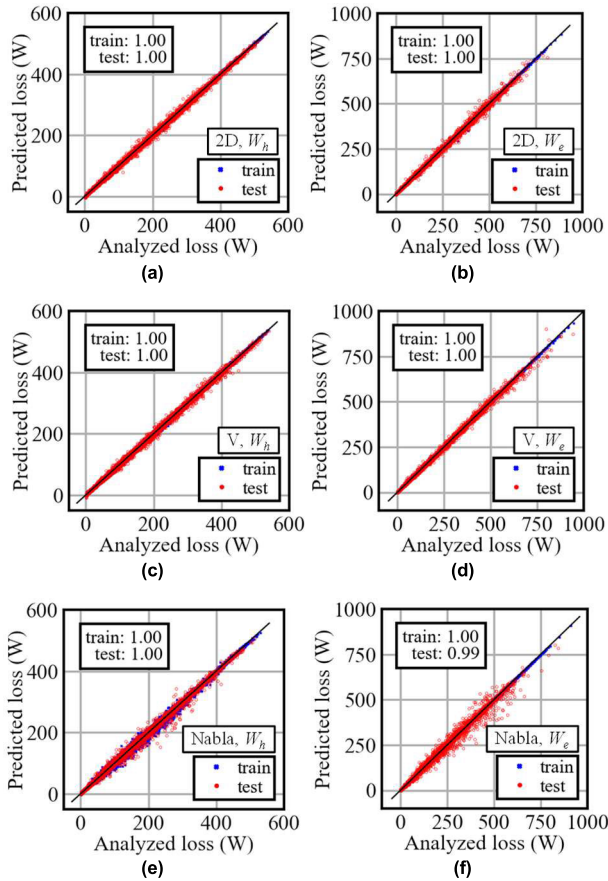 600
400
200
0
Predicted loss (W)
train: 1.00
test: 1.00
2D, Wₕ
train
test
0 200 400 600
Analyzed loss (W)
(a)
1000
750
500
250
0
Predicted loss (W)
train: 1.00
test: 1.00
2D, Wₑ
train
test
0 250 500 750 1000
Analyzed loss (W)
(b)
600
400
200
0
Predicted loss (W)
train: 1.00
test: 1.00
V, Wₕ
train
test
0 200 400 600
Analyzed loss (W)
(c)
1000
750
500
250
0
Predicted loss (W)
train: 1.00
test: 1.00
V, Wₑ
train
test
0 250 500 750 1000
Analyzed loss (W)
(d)
600
400
200
0
Predicted loss (W)
train: 1.00
test: 1.00
Nabla, Wₕ
train
test
0 200 400 600
Analyzed loss (W)
(e)
1000
750
500
250
0
Predicted loss (W)
train: 1.00
test: 0.99
Nabla, Wₑ
train
test
0 250 500 750 1000
Analyzed loss (W)
(f)